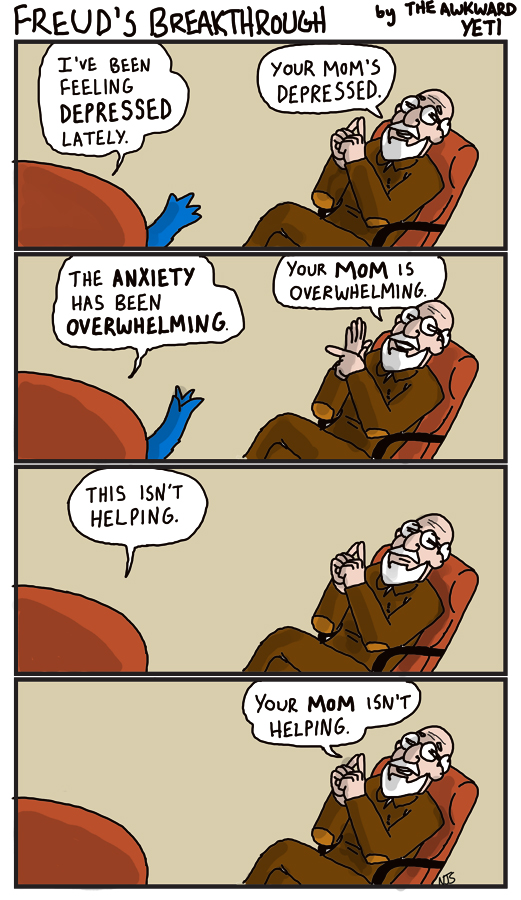 FREUD'S BREAKTHROUGH
by THE AWKWARD
YETI
I'VE BEEN
FEELING
DEPRESSED
LATELY.
YOUR MOM'S
DEPRESSED.
THE ANXIETY
HAS BEEN
OVERWHELMING.
YOUR MOM IS
OVERWHELMING.
THIS ISN'T
HELPING.
YOUR MOM ISN'T
HELPING.